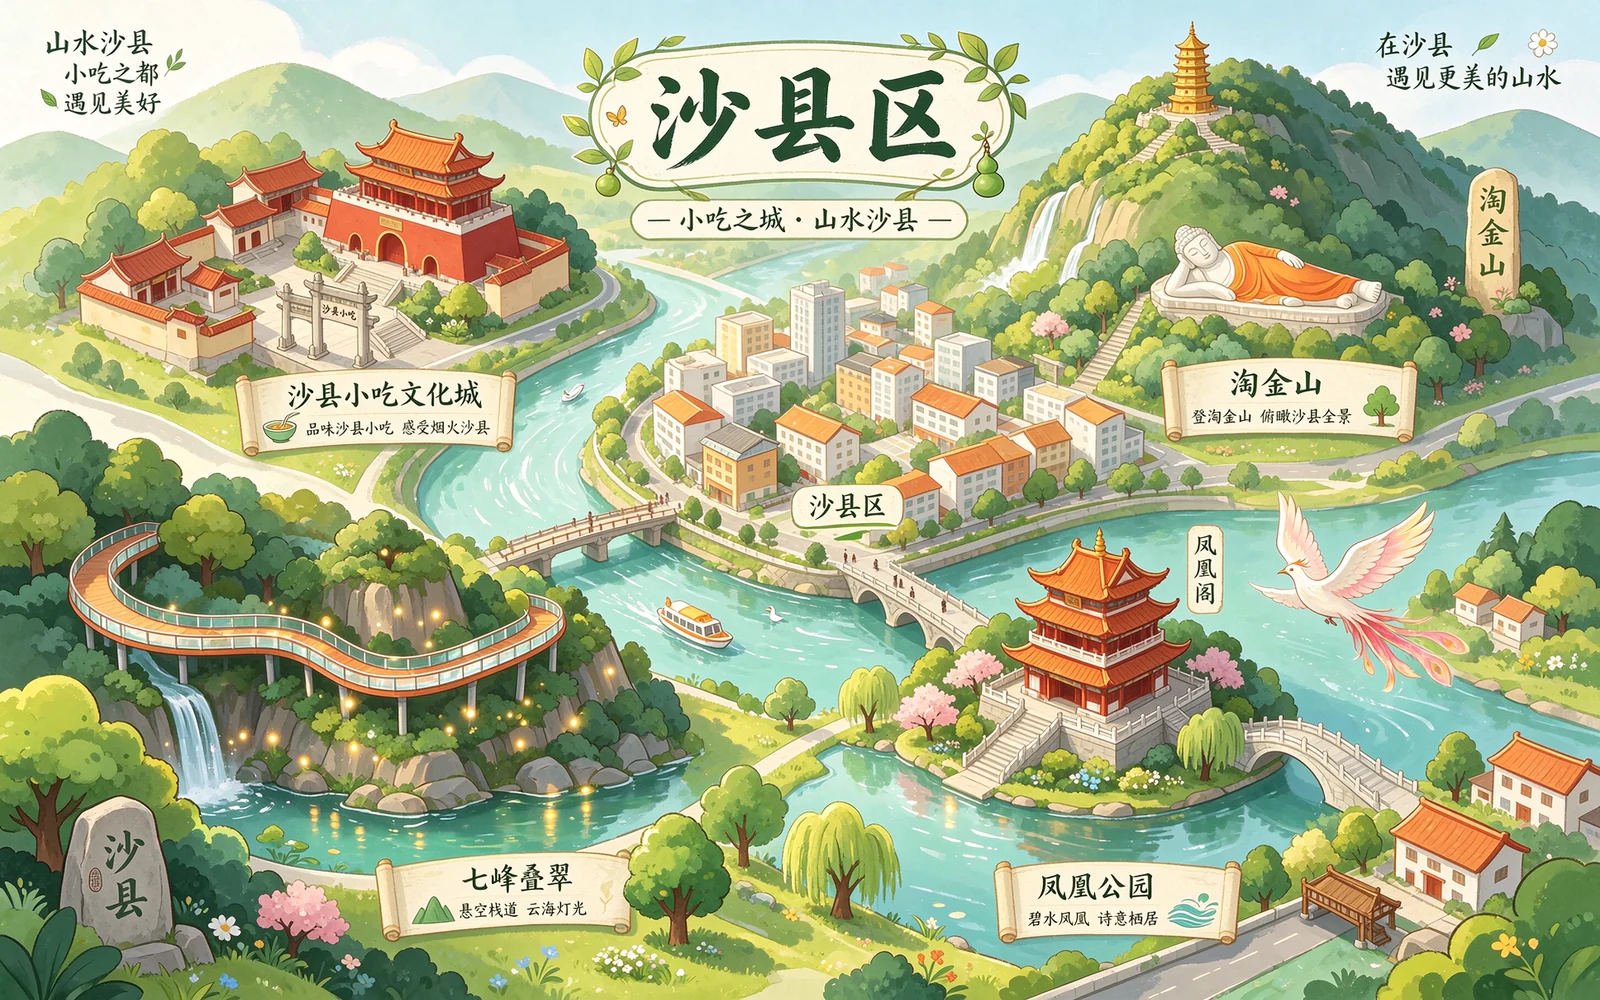 山水沙县
小吃之都
遇见美好
沙县区
小吃之城·山水沙县
在沙县
遇见更美的山水
淘金山
沙县小吃
沙县小吃文化城
品味沙县小吃 感受烟火沙县
淘金山
登淘金山 俯瞰沙县全景
沙县区
凤凰阁
沙县
七峰叠翠
悬空栈道 云海灯光
凤凰公园
碧水凤凰 诗意栖居